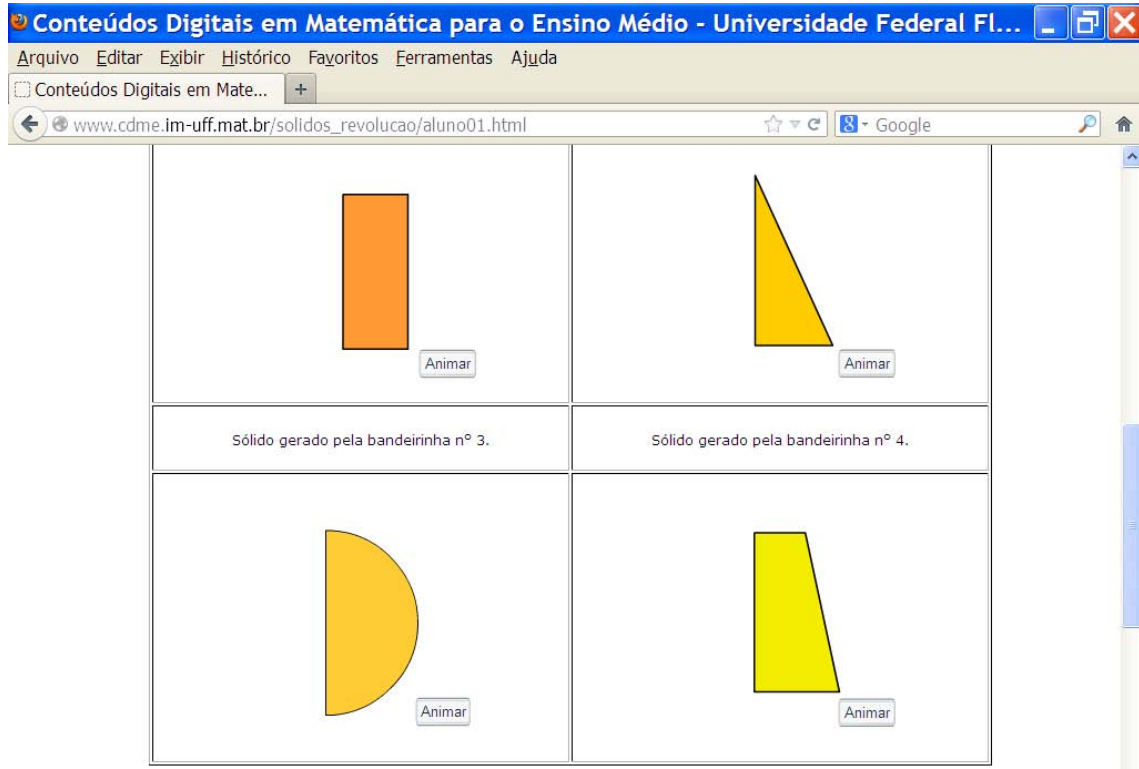 Conteúdos Digitais em Matemática para o Ensino Médio - Universidade Federal Fl...
Arquivo Editar Exibir Histórico Favoritos Ferramentas Ajuda
Conteúdos Digitais em Mate... +
www.cdme.im-uff.mat.br/solidos_revolucao/aluno01.html Google
Animar Animar
Sólido gerado pela bandeirinha nº 3. Sólido gerado pela bandeirinha nº 4.
Animar Animar